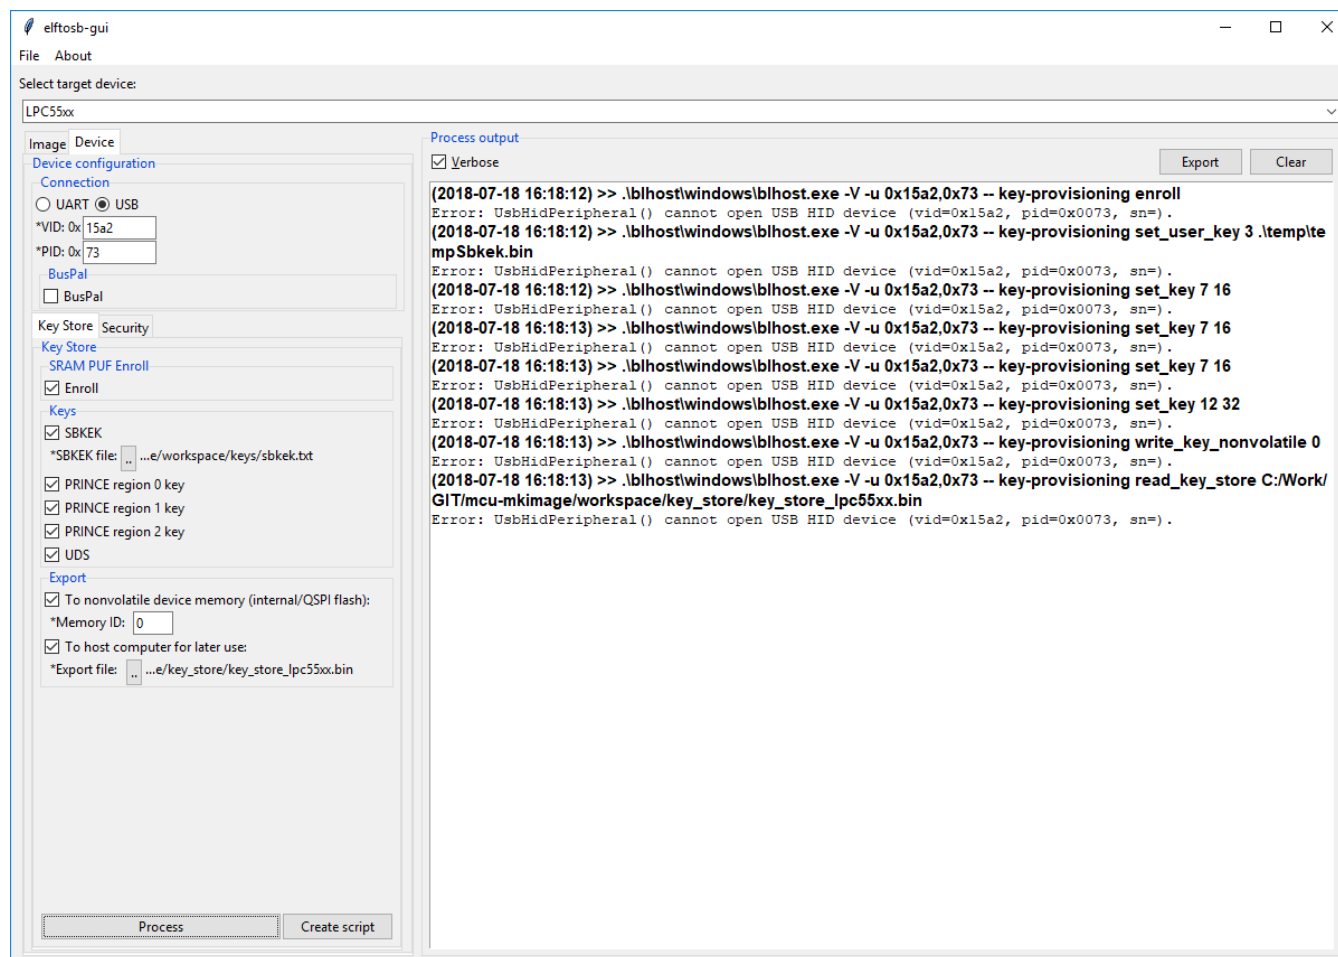 elftosb-gui
File About
Select target device:
LPC55xx
Image Device
Device configuration
Connection
UART USB
*VID: 0x 15a2
*PID: 0x 73
BusPal
BusPal
Key Store Security
Key Store
SRAM PUF Enroll
Enroll
Keys
SBKEK
*SBKEK file: .. ...e/workspace/keys/sbkek.txt
PRINCE region 0 key
PRINCE region 1 key
PRINCE region 2 key
UDS
Export
To nonvolatile device memory (internal/QSPI flash):
*Memory ID: 0
To host computer for later use:
*Export file: .. ...e/key_store/key_store_lpc55xx.bin
Process Create script
Process output
Verbose Export Clear
(2018-07-18 16:18:12) >> .\blhost\windows\blhost.exe -V -u 0x15a2,0x73 -- key-provisioning enroll
Error: UsbHidPeripheral() cannot open USB HID device (vid=0x15a2, pid=0x0073, sn=).
(2018-07-18 16:18:12) >> .\blhost\windows\blhost.exe -V -u 0x15a2,0x73 -- key-provisioning set_user_key 3 .\temp\te
mpSbkek.bin
Error: UsbHidPeripheral() cannot open USB HID device (vid=0x15a2, pid=0x0073, sn=).
(2018-07-18 16:18:12) >> .\blhost\windows\blhost.exe -V -u 0x15a2,0x73 -- key-provisioning set_key 7 16
Error: UsbHidPeripheral() cannot open USB HID device (vid=0x15a2, pid=0x0073, sn=).
(2018-07-18 16:18:13) >> .\blhost\windows\blhost.exe -V -u 0x15a2,0x73 -- key-provisioning set_key 7 16
Error: UsbHidPeripheral() cannot open USB HID device (vid=0x15a2, pid=0x0073, sn=).
(2018-07-18 16:18:13) >> .\blhost\windows\blhost.exe -V -u 0x15a2,0x73 -- key-provisioning set_key 7 16
Error: UsbHidPeripheral() cannot open USB HID device (vid=0x15a2, pid=0x0073, sn=).
(2018-07-18 16:18:13) >> .\blhost\windows\blhost.exe -V -u 0x15a2,0x73 -- key-provisioning set_key 12 32
Error: UsbHidPeripheral() cannot open USB HID device (vid=0x15a2, pid=0x0073, sn=).
(2018-07-18 16:18:13) >> .\blhost\windows\blhost.exe -V -u 0x15a2,0x73 -- key-provisioning write_key_nonvolatile 0
Error: UsbHidPeripheral() cannot open USB HID device (vid=0x15a2, pid=0x0073, sn=).
(2018-07-18 16:18:13) >> .\blhost\windows\blhost.exe -V -u 0x15a2,0x73 -- key-provisioning read_key_store C:/Work/
GIT/mcu-mkimage/workspace/key_store/key_store_lpc55xx.bin
Error: UsbHidPeripheral() cannot open USB HID device (vid=0x15a2, pid=0x0073, sn=).